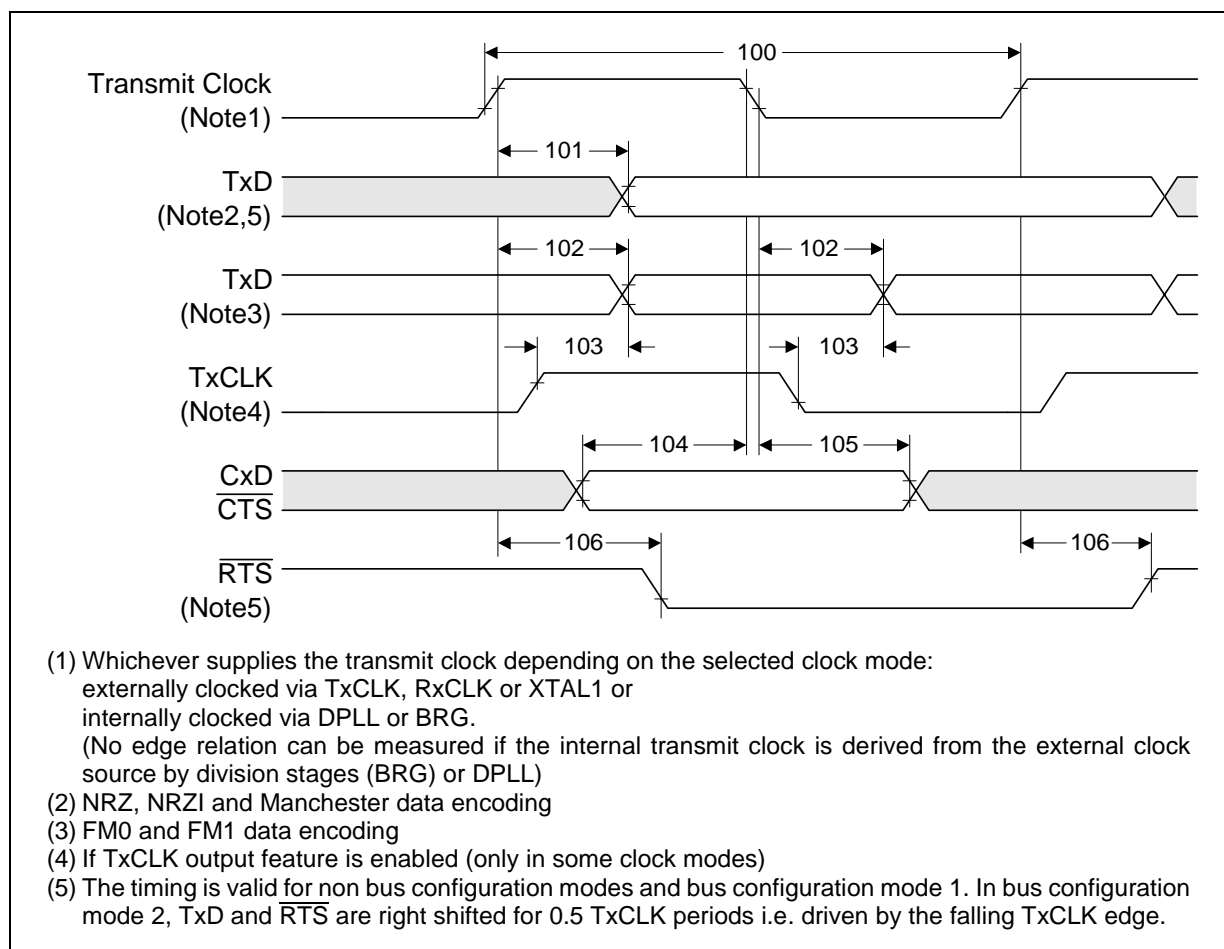 100
Transmit Clock
(Note1)
101
TxD
(Note2,5)
102
102
TxD
(Note3)
103
103
TxCLK
(Note4)
104
105
CxD
CTS
106
106
RTS
(Note5)
(1) Whichever supplies the transmit clock depending on the selected clock mode:
externally clocked via TxCLK, RxCLK or XTAL1 or
internally clocked via DPLL or BRG.
(No edge relation can be measured if the internal transmit clock is derived from the external clock
source by division stages (BRG) or DPLL)
(2) NRZ, NRZI and Manchester data encoding
(3) FM0 and FM1 data encoding
(4) If TxCLK output feature is enabled (only in some clock modes)
(5) The timing is valid for non bus configuration modes and bus configuration mode 1. In bus configuration
mode 2, TxD and RTS are right shifted for 0.5 TxCLK periods i.e. driven by the falling TxCLK edge.